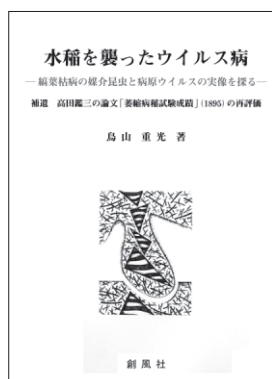 水稲を襲ったウイルス病
―縞葉枯病の媒介昆虫と病原ウイルスの実像を探る―
補遺 高田鑑三の論文「萎縮病稲試験成蹟」(1895)の再評価
鳥山 重光 著
創風社